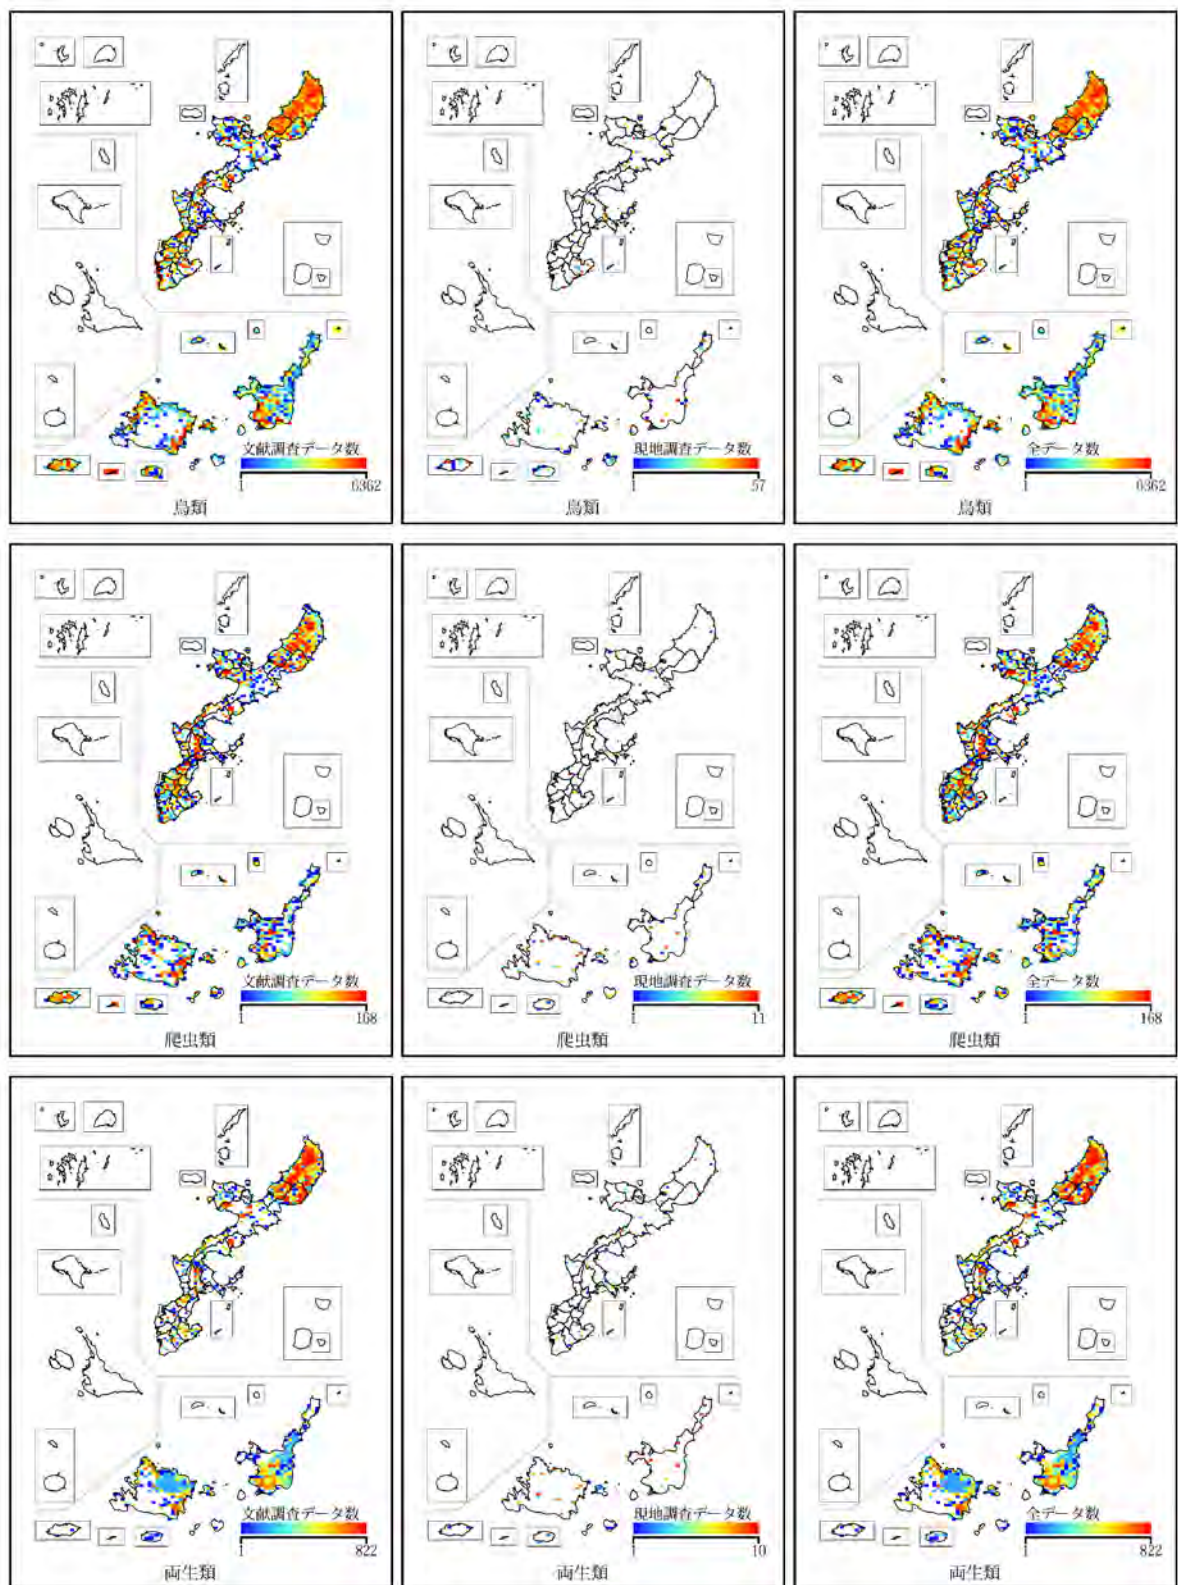 文献調査データ数
1 6362
鳥類
現地調査データ数
1 57
鳥類
全データ数
1 6362
鳥類
文献調査データ数
1 168
爬虫類
現地調査データ数
1 11
爬虫類
全データ数
1 168
爬虫類
文献調査データ数
1 822
両生類
現地調査データ数
1 10
両生類
全データ数
1 822
両生類